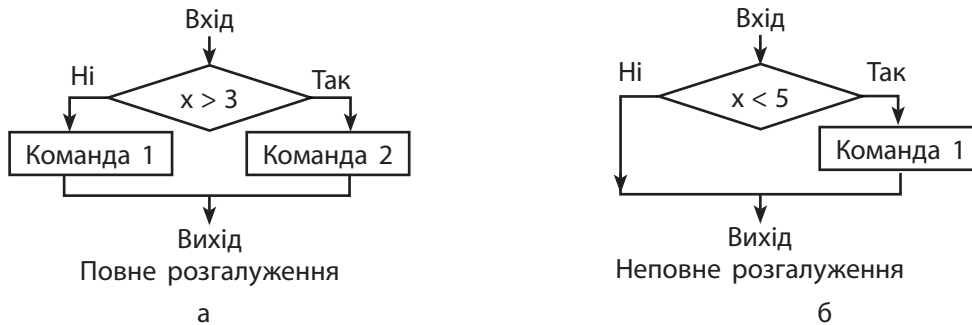 Вхід
Ні
Так
x > 3
Команда 1
Команда 2
Вихід
Повне розгалуження
а
Вхід
Ні
Так
x < 5
Команда 1
Вихід
Неповне розгалуження
б